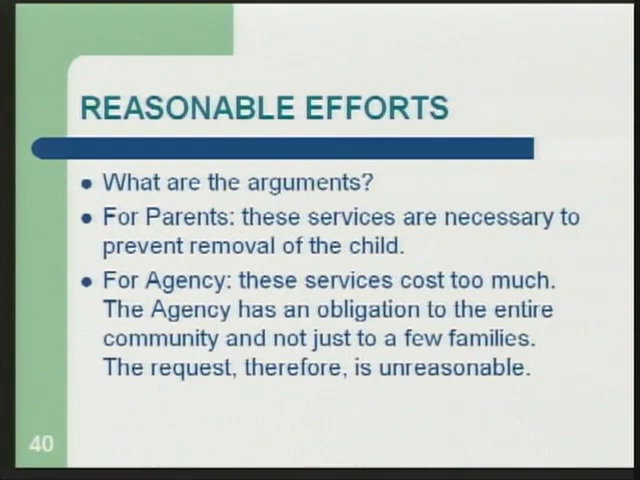 REASONABLE EFFORTS
● What are the arguments?
● For Parents: these services are necessary to
prevent removal of the child.
● For Agency: these services cost too much.
The Agency has an obligation to the entire
community and not just to a few families.
The request, therefore, is unreasonable.
40